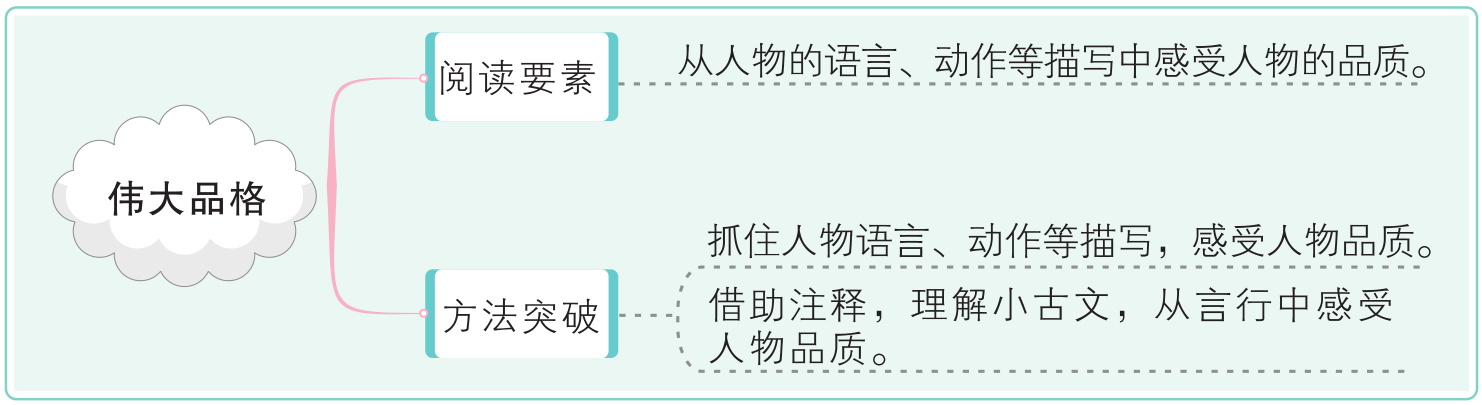 伟大品格
阅读要素
从人物的语言、动作等描写中感受人物的品质。
方法突破
抓住人物语言、动作等描写，感受人物品质。
借助注释，理解小古文，从言行中感受
人物品质。